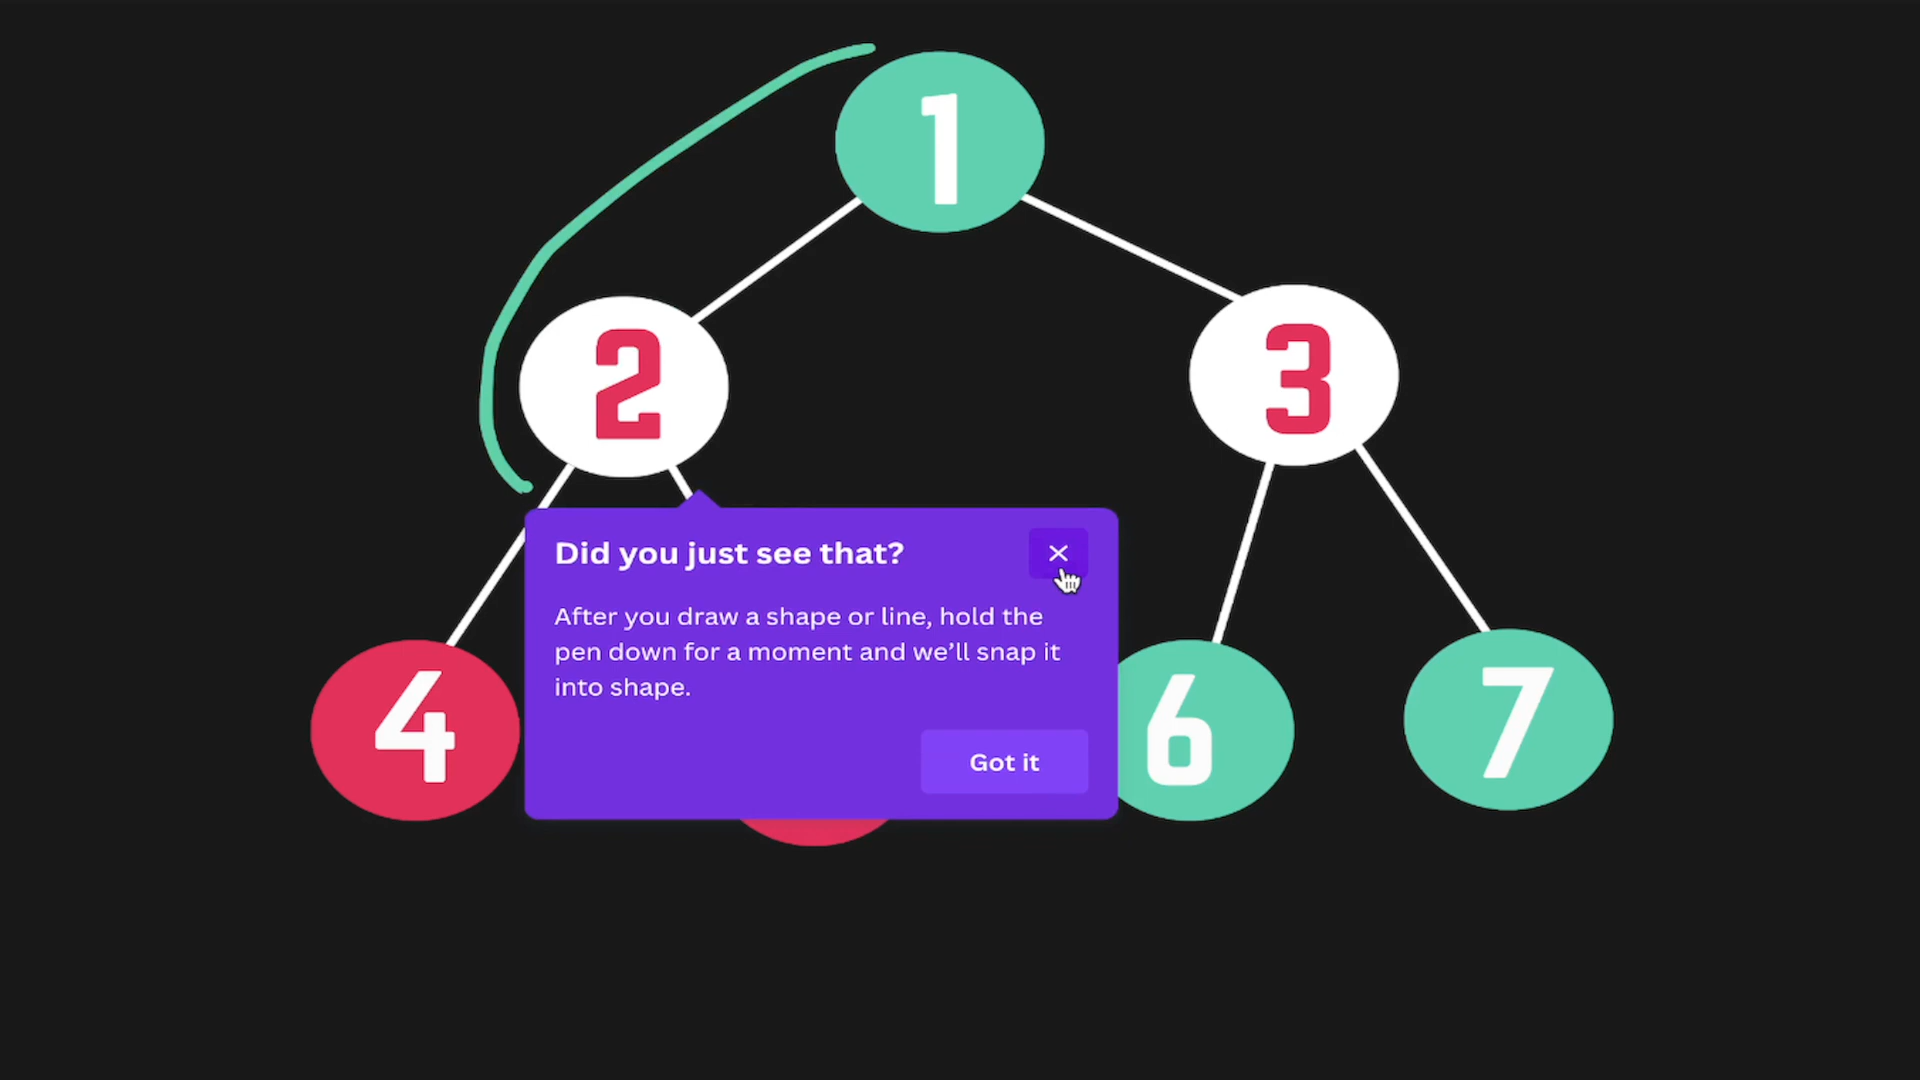 1
2
3
Did you just see that?
After you draw a shape or line, hold the
pen down for a moment and we’ll snap it
into shape.
Got it
4
6
7